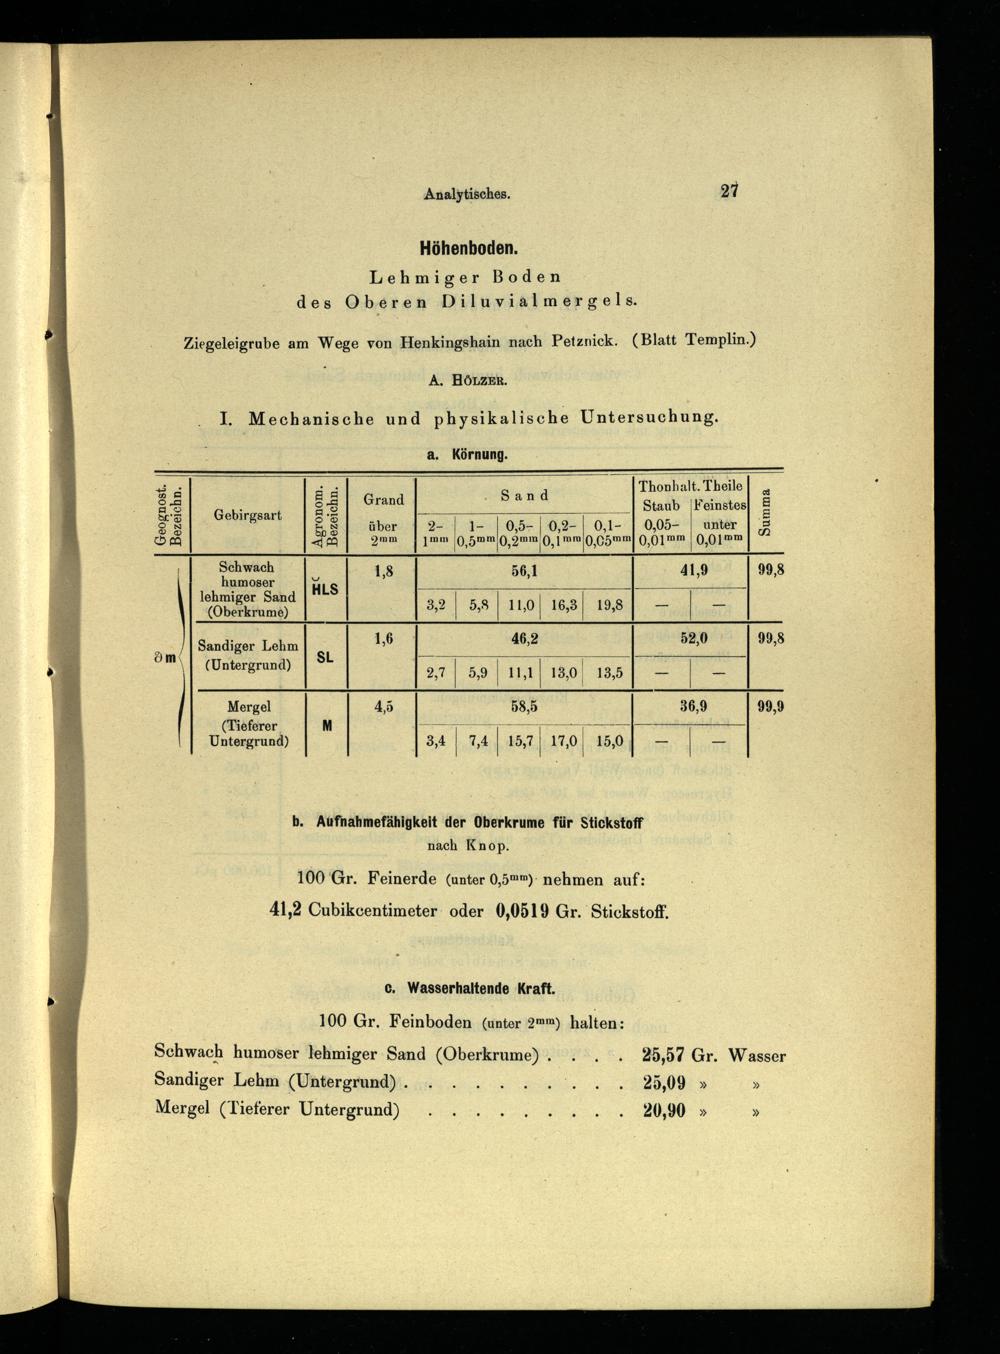 Analytisches. 27
Höhenboden.
Lehmiger Boden
des Oberen Diluvialmergels.
Ziegeleigrube am Wege von Henkingshain nach Petznick. (Blatt Templin.)
A. HÖLZER.
I. Mechanische und physikalische Untersuchung.
a. Körnung.
Geognost. Bezeichn. | Gebirgsart | Agronom. Bezeichn. | Grand über 2mm | Sand | Thonhalt. Theile | Summa
Staub | Feinstes
2–1mm | 1–0,5mm | 0,5–0,2mm | 0,2–0,1mm | 0,1–0,05mm | 0,05–0,01mm | unter 0,01mm
Schwach humoser lehmiger Sand (Oberkrume) | H̆LS | 1,8 | 56,1 | 41,9 | 99,8
3,2 | 5,8 | 11,0 | 16,3 | 19,8 | — | —
∂m
Sandiger Lehm (Untergrund) | SL | 1,6 | 46,2 | 52,0 | 99,8
2,7 | 5,9 | 11,1 | 13,0 | 13,5 | — | —
Mergel (Tieferer Untergrund) | M | 4,5 | 58,5 | 36,9 | 99,9
3,4 | 7,4 | 15,7 | 17,0 | 15,0 | — | —
b. Aufnahmefähigkeit der Oberkrume für Stickstoff
nach Knop.
100 Gr. Feinerde (unter 0,5mm) nehmen auf:
41,2 Cubikcentimeter oder 0,0519 Gr. Stickstoff.
c. Wasserhaltende Kraft.
100 Gr. Feinboden (unter 2mm) halten:
Schwach humoser lehmiger Sand (Oberkrume) . . . . 25,57 Gr. Wasser
Sandiger Lehm (Untergrund) . . . . . . . . . . 25,09 » »
Mergel (Tieferer Untergrund) . . . . . . . . . 20,90 » »